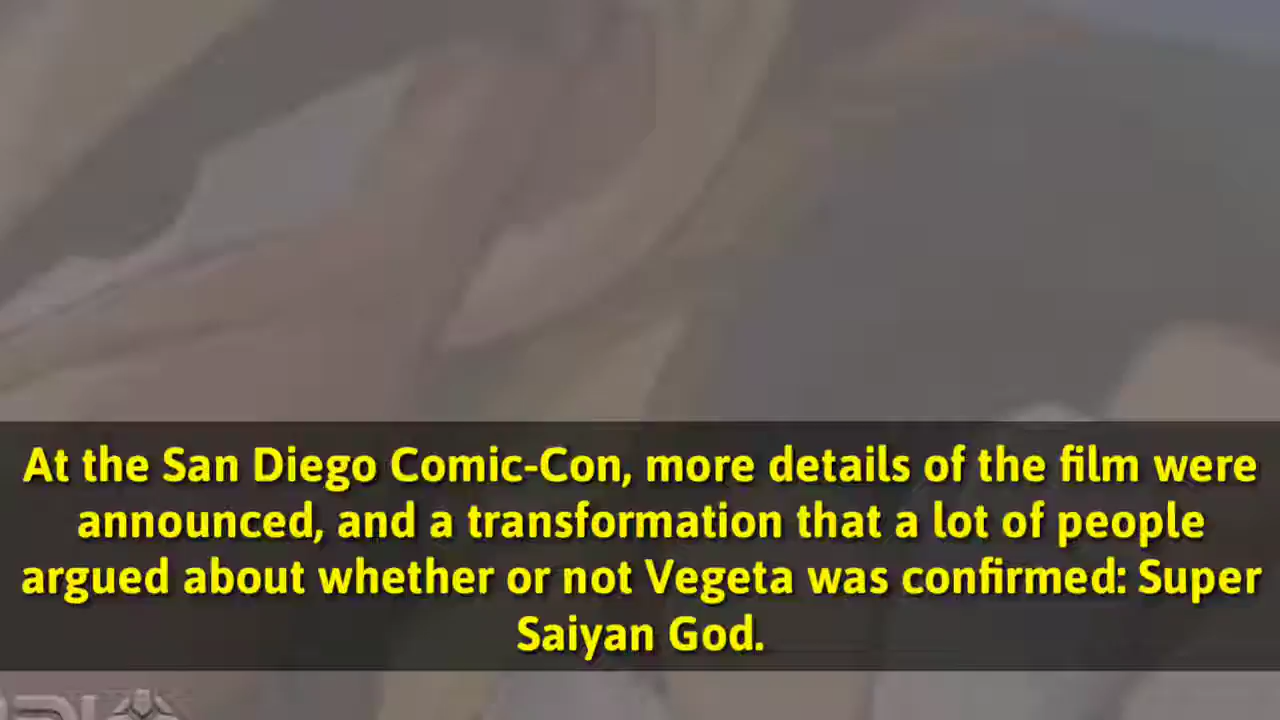 At the San Diego Comic-Con, more details of the film were
announced, and a transformation that a lot of people
argued about whether or not Vegeta was confirmed: Super
Saiyan God.